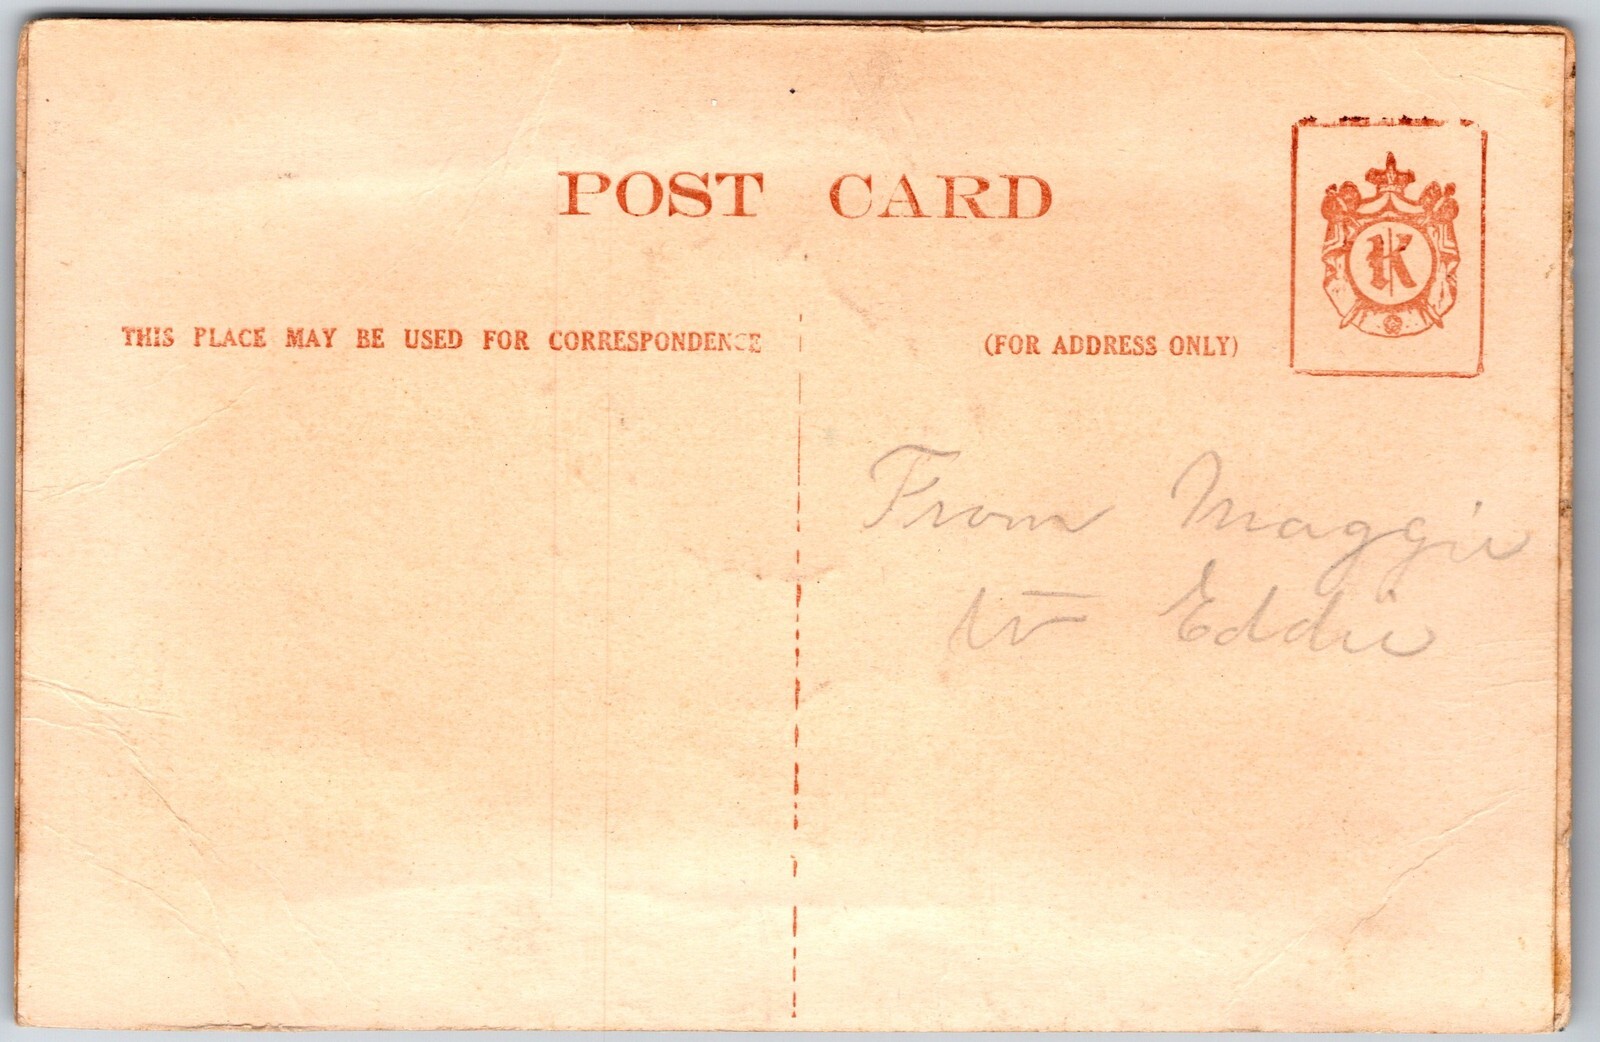 POST CARD
THIS PLACE MAY BE USED FOR CORRESPONDENCE
(FOR ADDRESS ONLY)
K
From Maggie
to Eddie